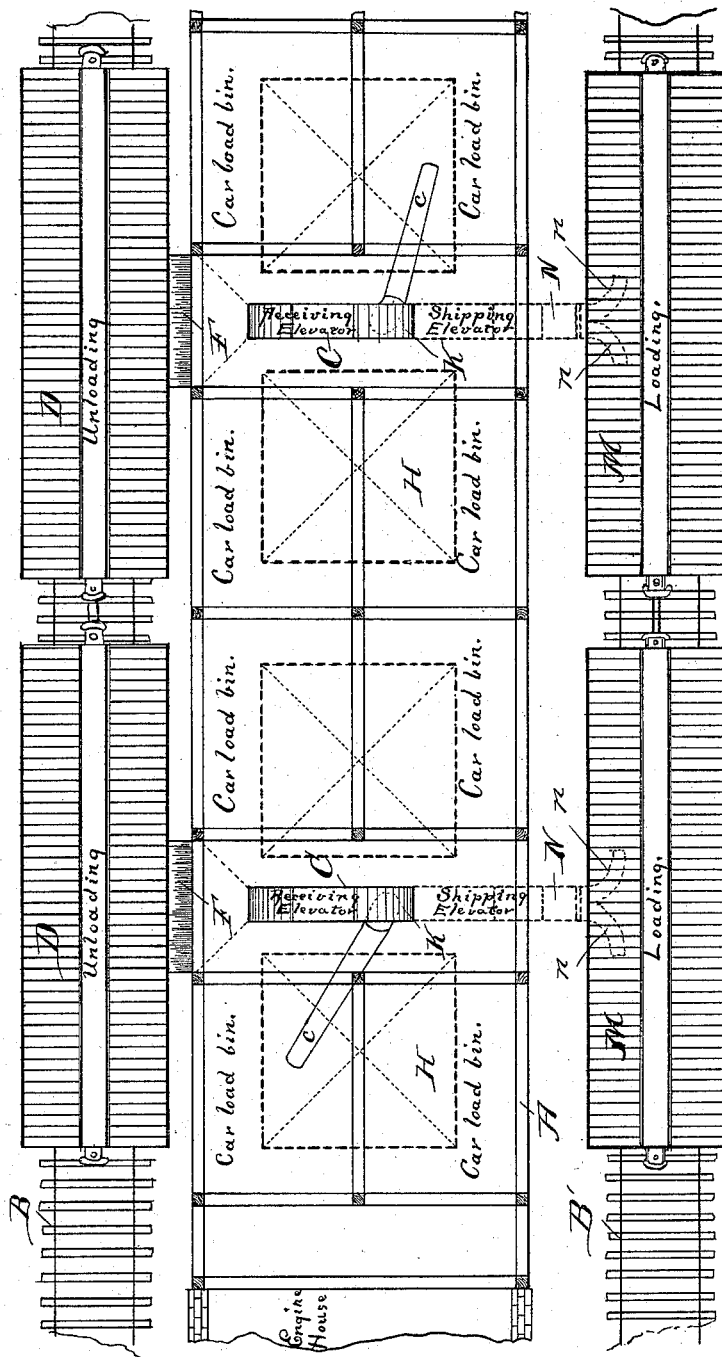 D
Unloading
D
Unloading
B
Car load bin.
Car load bin.
F
Receiving
Elevator
C
c
Shipping
Elevator
h
N
n
n
Car load bin.
Car load bin.
H
Car load bin.
Car load bin.
F
Receiving
Elevator
C
c
Shipping
Elevator
h
N
n
n
Car load bin.
Car load bin.
H
A
Engine
House
M
Loading.
M
Loading.
B'